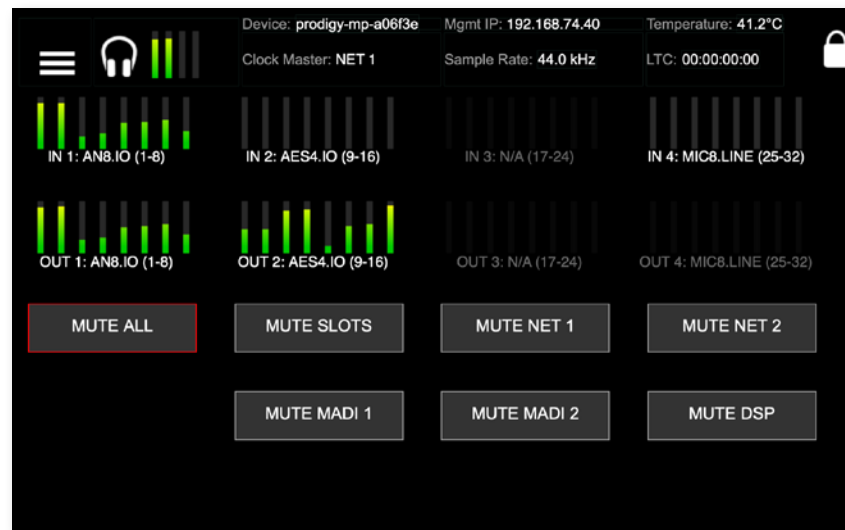 Device: prodigy-mp-a06f3e Mgmt IP: 192.168.74.40 Temperature: 41.2°C
Clock Master: NET 1 Sample Rate: 44.0 kHz LTC: 00:00:00:00
IN 1: AN8.IO (1-8) IN 2: AES4.IO (9-16) IN 3: N/A (17-24) IN 4: MIC8.LINE (25-32)
OUT 1: AN8.IO (1-8) OUT 2: AES4.IO (9-16) OUT 3: N/A (17-24) OUT 4: MIC8.LINE (25-32)
MUTE ALL MUTE SLOTS MUTE NET 1 MUTE NET 2
MUTE MADI 1 MUTE MADI 2 MUTE DSP